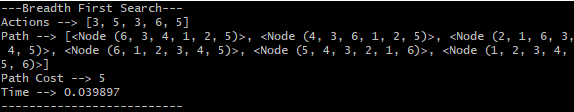 ---Breadth First Search---
Actions --> [3, 5, 3, 6, 5]
Path --> [<Node (6, 3, 4, 1, 2, 5)>, <Node (4, 3, 6, 1, 2, 5)>, <Node (2, 1, 6, 3,
 4, 5)>, <Node (6, 1, 2, 3, 4, 5)>, <Node (5, 4, 3, 2, 1, 6)>, <Node (1, 2, 3, 4,
5, 6)>]
Path Cost --> 5
Time --> 0.039897
---------------------------